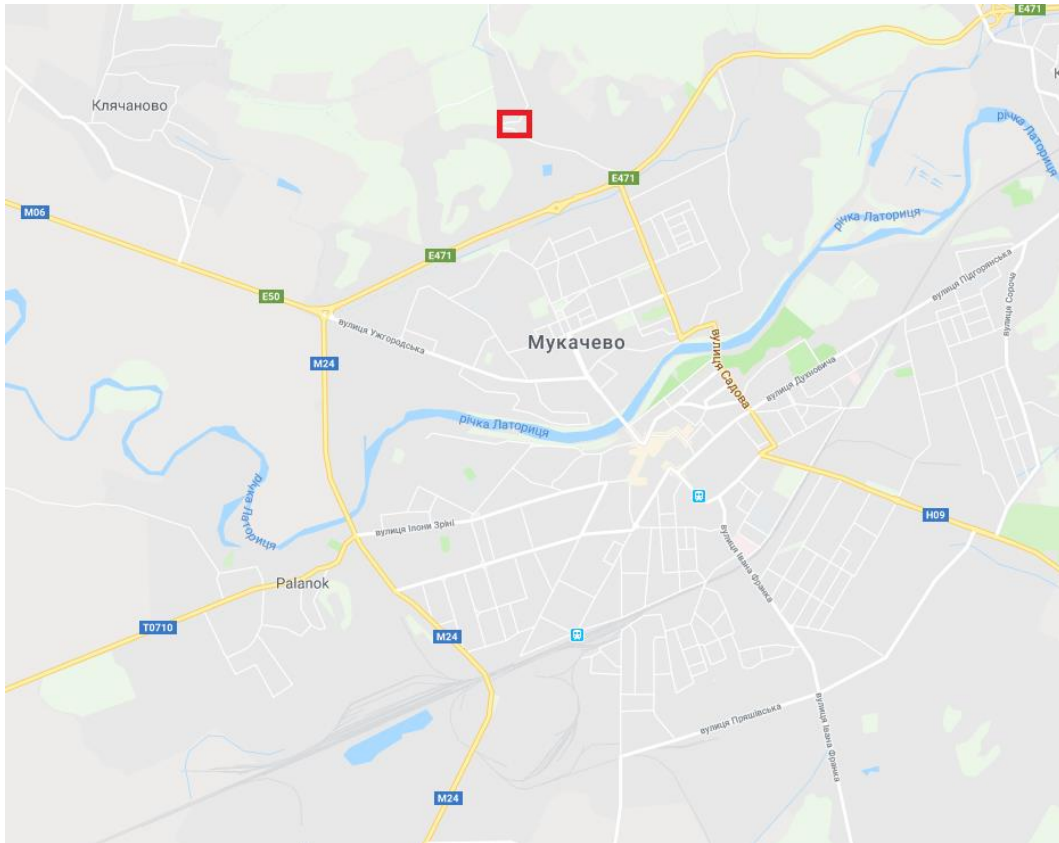 E471
К
Клячаново
річка Латориця
E471
M06
річка Латориця
E471
вулиця Підгорянська
вулиця Сороча
E50
вулиця Ужгородська
Мукачево
M24
вулиця Садова
вулиця Духновича
річка Латориця
річка Латориця
H09
вулиця Ілони Зріні
вулиця Івана Франка
Palanok
T0710
M24
вулиця Пряшівська
вулиця Івана Франка
M24